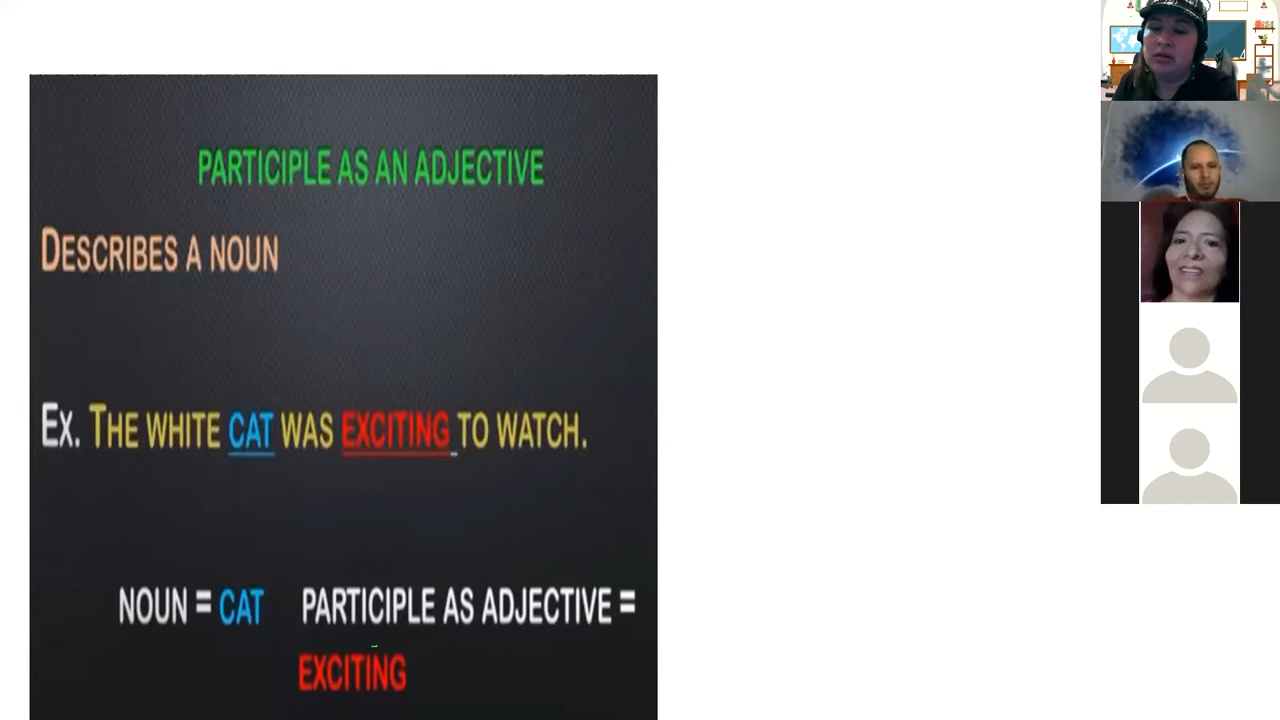 PARTICIPLE AS AN ADJECTIVE
DESCRIBES A NOUN
EX. THE WHITE CAT WAS EXCITING TO WATCH.
NOUN = CAT PARTICIPLE AS ADJECTIVE =
EXCITING